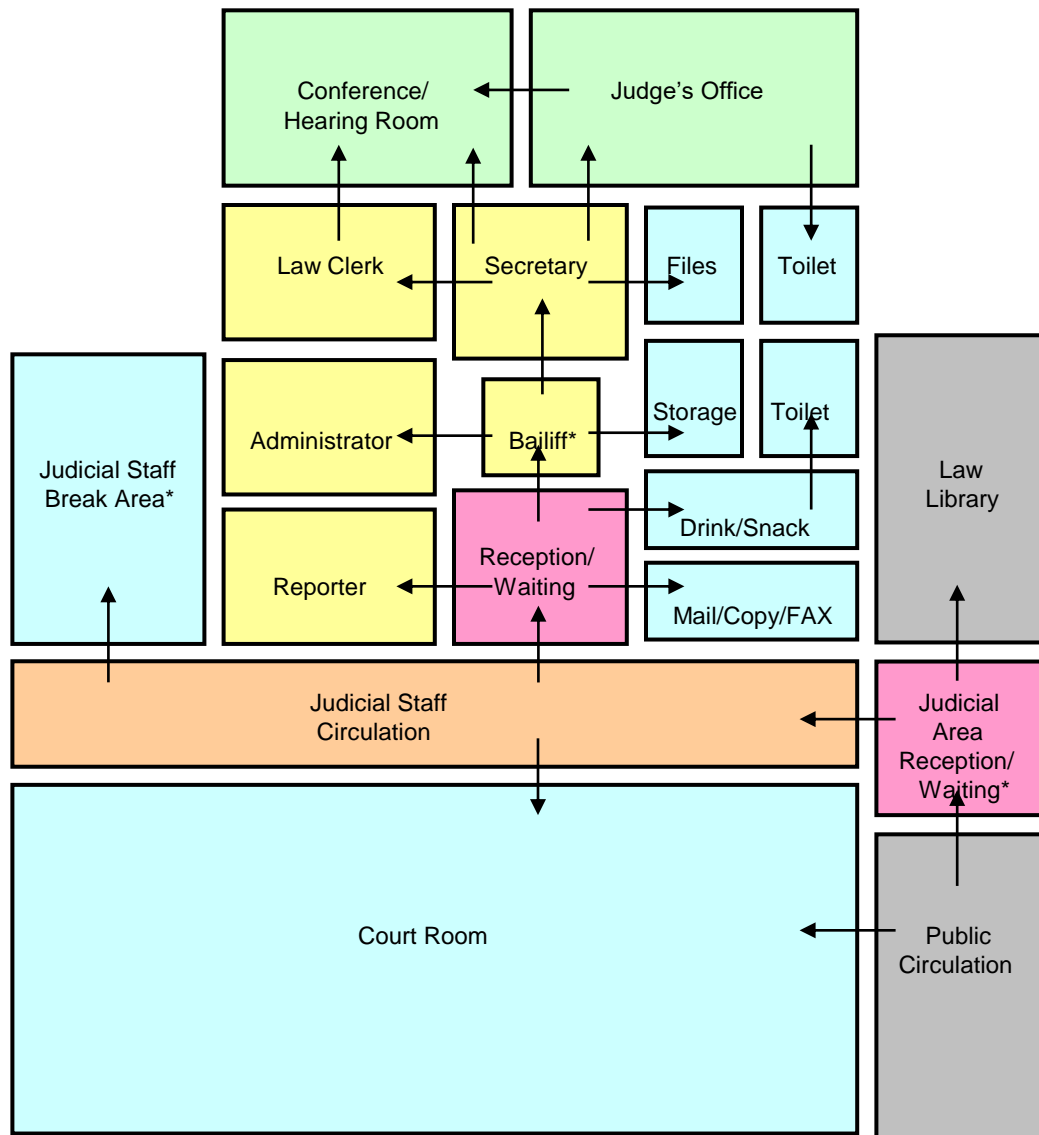 Conference/
Hearing Room
Judge’s Office
Law Clerk
Secretary
Files
Toilet
Judicial Staff
Break Area*
Administrator
Bailiff*
Storage
Toilet
Law
Library
Reporter
Reception/
Waiting
Drink/Snack
Mail/Copy/FAX
Judicial Staff
Circulation
Judicial
Area
Reception/
Waiting*
Court Room
Public
Circulation